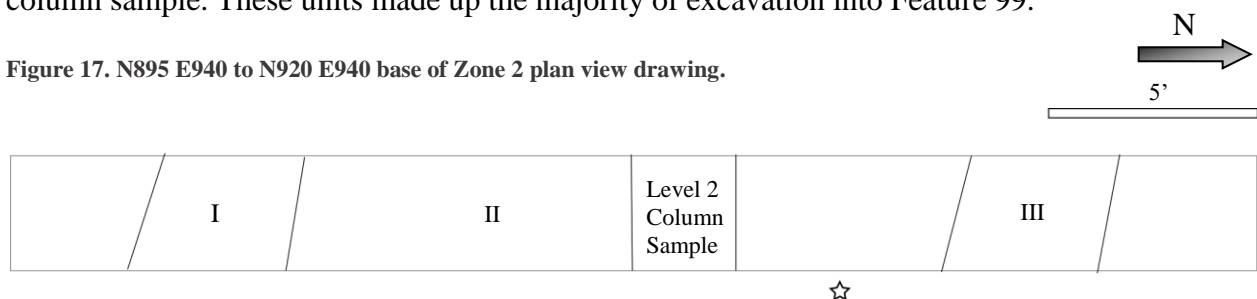 column sample. These units made up the majority of excavation into Feature 99.
N
Figure 17. N895 E940 to N920 E940 base of Zone 2 plan view drawing.
5’
I
II
Level 2
Column
Sample
III